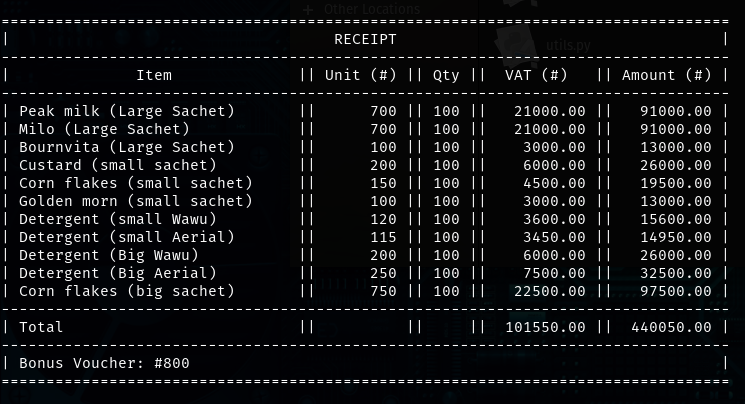 + Other Locations
utils.py
RECEIPT
| Item || Unit (#) || Qty || VAT (#) || Amount (#) |
| Peak milk (Large Sachet) || 700 || 100 || 21000.00 || 91000.00 |
| Milo (Large Sachet) || 700 || 100 || 21000.00 || 91000.00 |
| Bournvita (Large Sachet) || 100 || 100 || 3000.00 || 13000.00 |
| Custard (small sachet) || 200 || 100 || 6000.00 || 26000.00 |
| Corn flakes (small sachet) || 150 || 100 || 4500.00 || 19500.00 |
| Golden morn (small sachet) || 100 || 100 || 3000.00 || 13000.00 |
| Detergent (small Wawu) || 120 || 100 || 3600.00 || 15600.00 |
| Detergent (small Aerial) || 115 || 100 || 3450.00 || 14950.00 |
| Detergent (Big Wawu) || 200 || 100 || 6000.00 || 26000.00 |
| Detergent (Big Aerial) || 250 || 100 || 7500.00 || 32500.00 |
| Corn flakes (big sachet) || 750 || 100 || 22500.00 || 97500.00 |
| Total || || || 101550.00 || 440050.00 |
| Bonus Voucher: #800 |